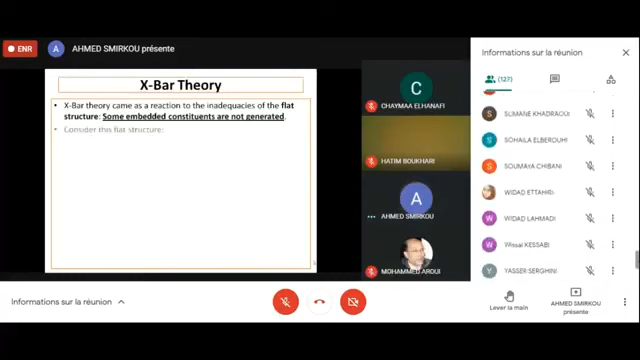 ENR
A
AHMED SMIRKOU présente
X-Bar Theory
• X-Bar theory came as a reaction to the inadequacies of the flat
structure: Some embedded constituents are not generated.
• Consider this flat structure:
C
CHAYMAA ELHANAFI
HATIM BOUKHARI
A
AHMED SMIRKOU
MOHAMMED AROUI
Informations sur la réunion
(127)
S
SLIMANE KHADRAOUI
S
SOHAILA ELBERDUHI
S
SOUMAYA CHIBANI
WIDAD ETTAHIRI
W
WIDAD LAHMADI
W
Wissal KESSABI
Y
YASSER SERGHINI
Informations sur la réunion
Lever la main
AHMED SMIRKOU
présente